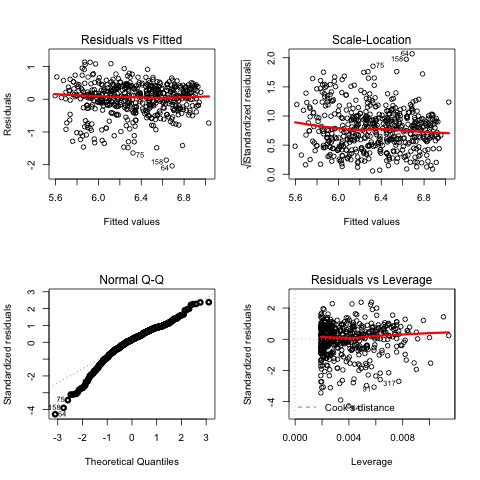 Residuals vs Fitted
Residuals
1
0
-1
-2
75
158
64
5.6 6.0 6.4 6.8
Fitted values
Scale-Location
√|Standardized residuals|
2.0
1.5
1.0
0.5
0.0
64
158
75
5.6 6.0 6.4 6.8
Fitted values
Normal Q-Q
Standardized residuals
3
2
1
0
-2
-4
75
158
64
-3 -2 -1 0 1 2 3
Theoretical Quantiles
Residuals vs Leverage
Standardized residuals
2
0
-2
-4
317
Cook's distance
0.000 0.004 0.008
Leverage